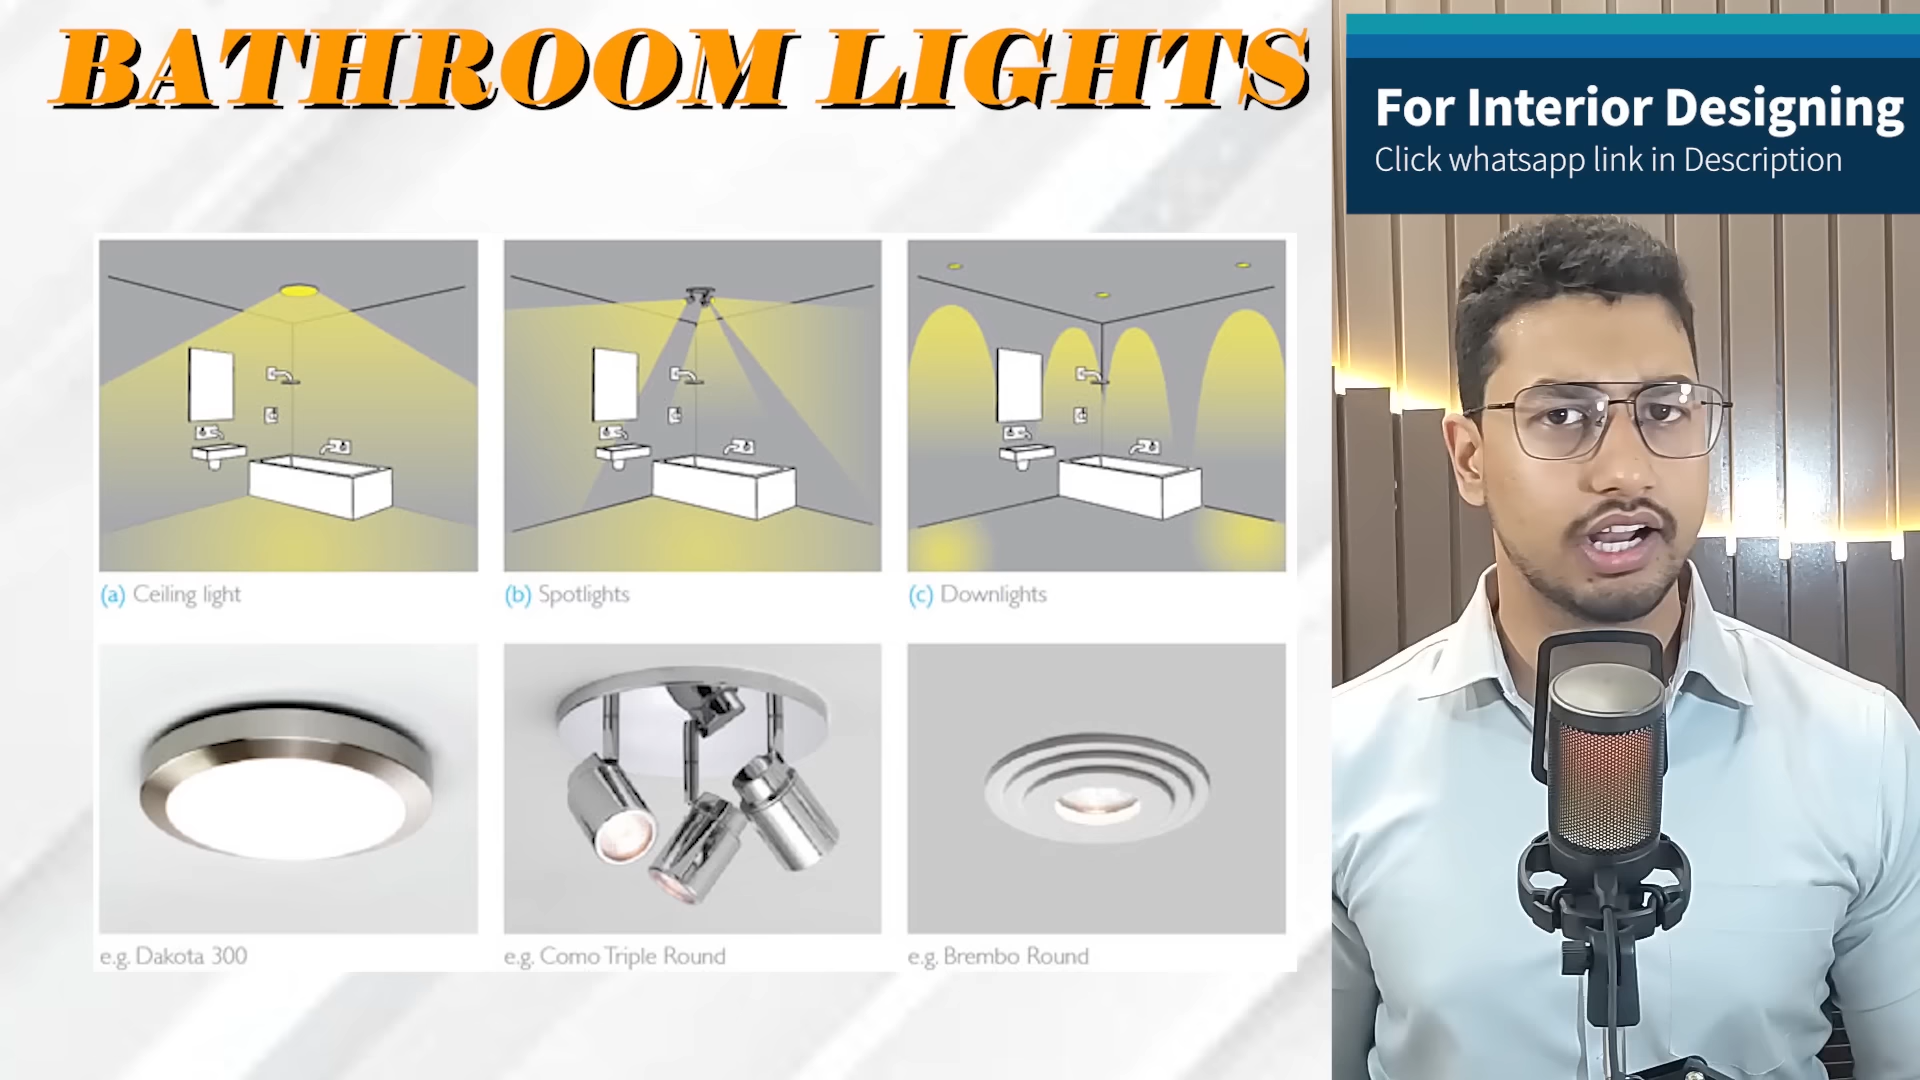 BATHROOM LIGHTS
For Interior Designing
Click whatsapp link in Description
(a) Ceiling light
(b) Spotlights
(c) Downlights
e.g. Dakota 300
e.g. Como Triple Round
e.g. Brembo Round